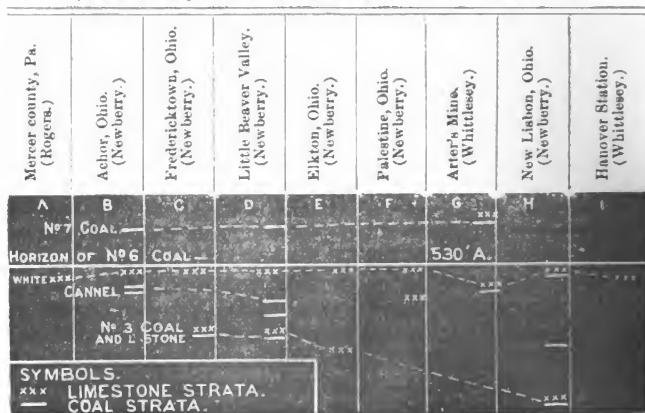 Mercer county, Pa.
(Rogers.)
Achor, Ohio.
(Newberry.)
Fredericktown, Ohio.
(Newberry.)
Little Beaver Valley.
(Newberry.)
Elkton, Ohio.
(Newberry.)
Palestine, Ohio.
(Newberry.)
Arter's Mine.
(Whittlesey.)
New Lisbon, Ohio.
(Newberry.)
Hanover Station.
(Whittlesey.)
A B C D E F G H I
Nº 7 COAL
HORIZON OF Nº 6 COAL
530' A.
WHITE xxx
CANNEL
Nº 3 COAL
AND L. STONE
SYMBOLS.
xxx LIMESTONE STRATA.
COAL STRATA.